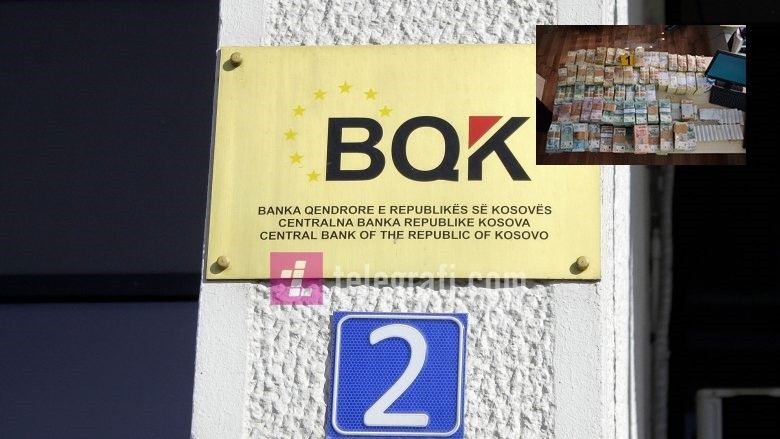 BQK
BANKA QENDRORE E REPUBLIKËS SË KOSOVËS
CENTRALNA BANKA REPUBLIKE KOSOVA
CENTRAL BANK OF THE REPUBLIC OF KOSOVO
telegrafi.com
2
1